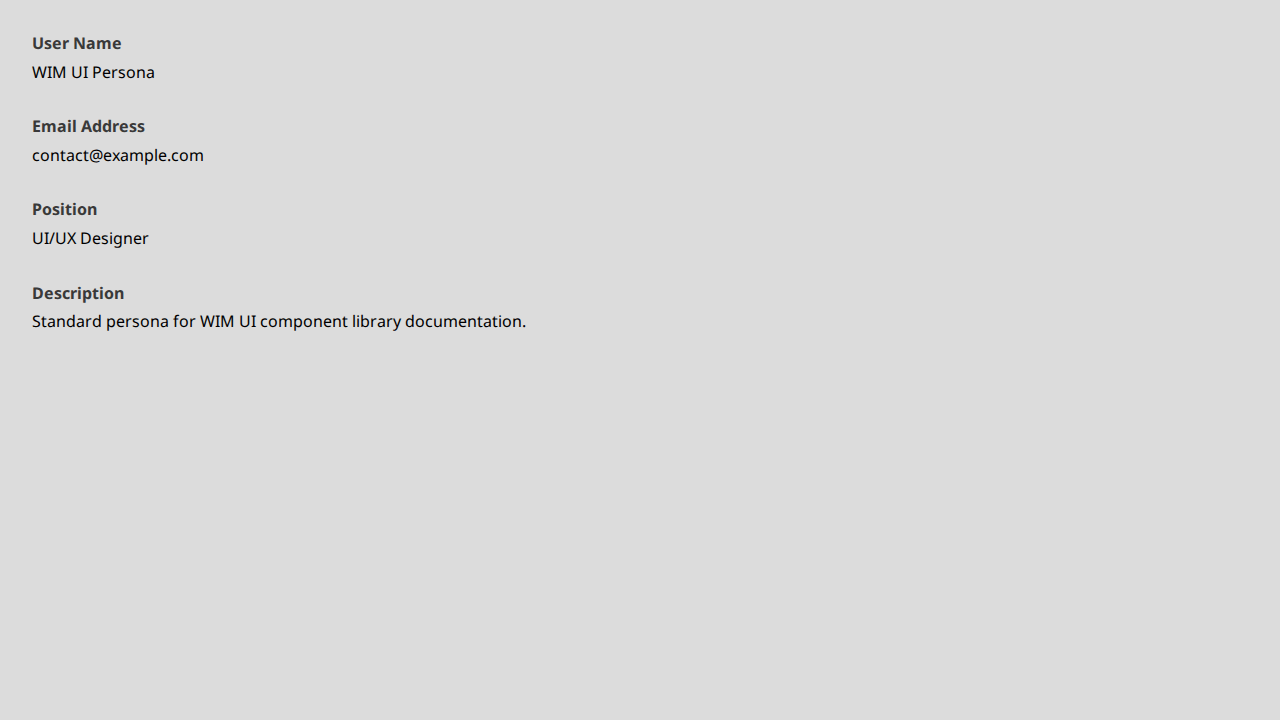 User Name
WIM UI Persona
Email Address
contact@example.com
Position
UI/UX Designer
Description
Standard persona for WIM UI component library documentation.